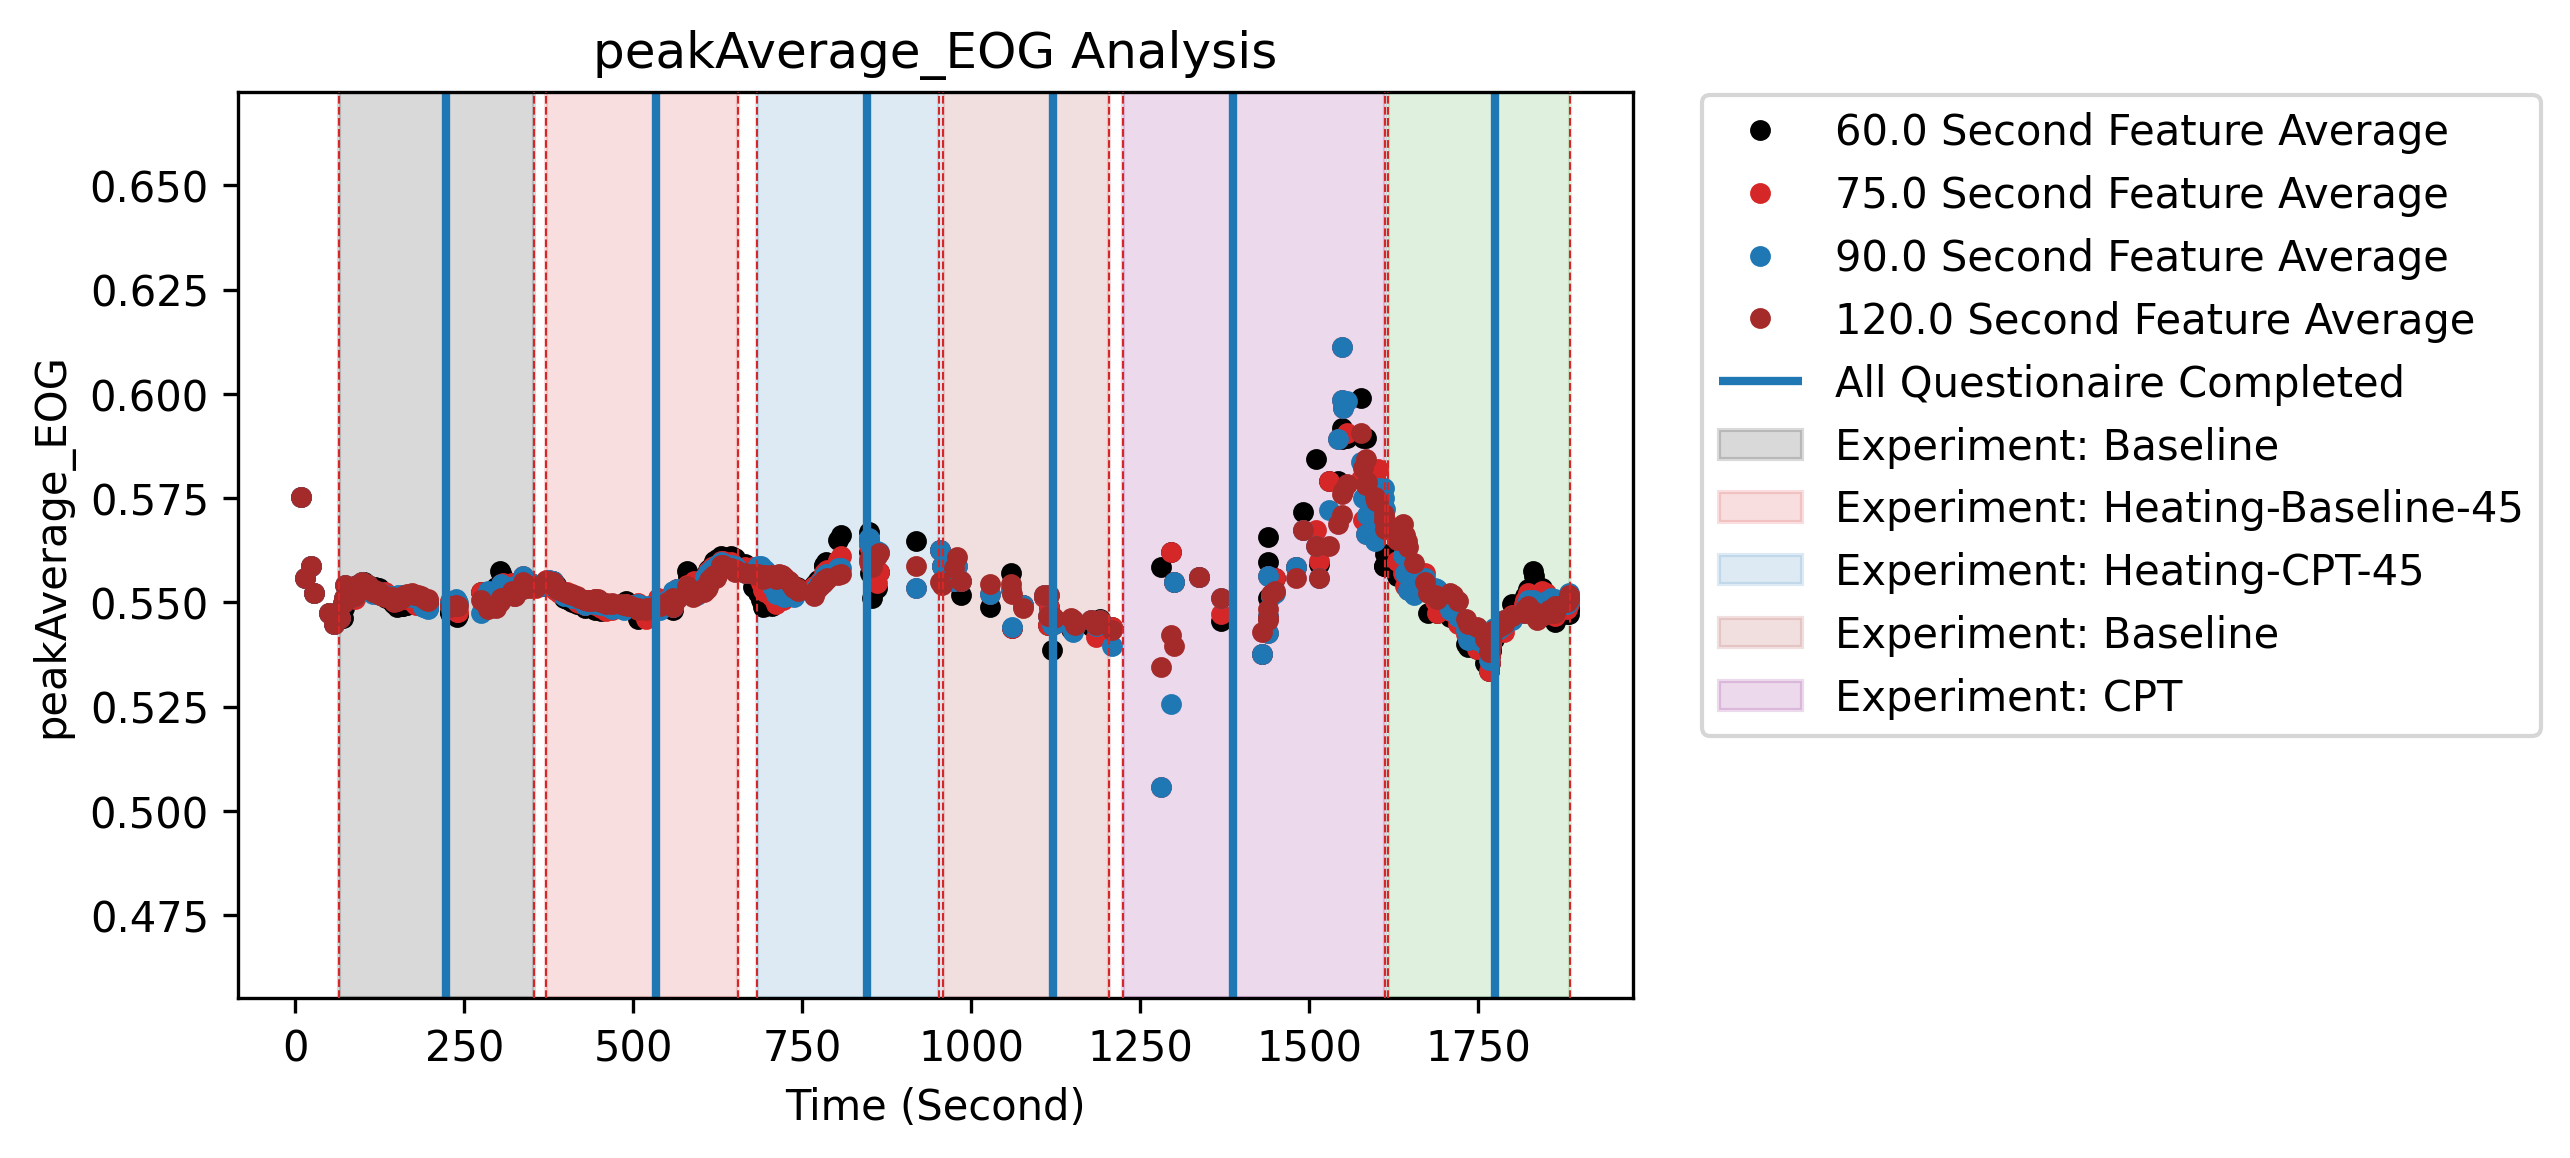 peakAverage_EOG Analysis
peakAverage_EOG
0.650
0.625
0.600
0.575
0.550
0.525
0.500
0.475
0
250
500
750
1000
1250
1500
1750
Time (Second)
60.0 Second Feature Average
75.0 Second Feature Average
90.0 Second Feature Average
120.0 Second Feature Average
All Questionaire Completed
Experiment: Baseline
Experiment: Heating-Baseline-45
Experiment: Heating-CPT-45
Experiment: Baseline
Experiment: CPT